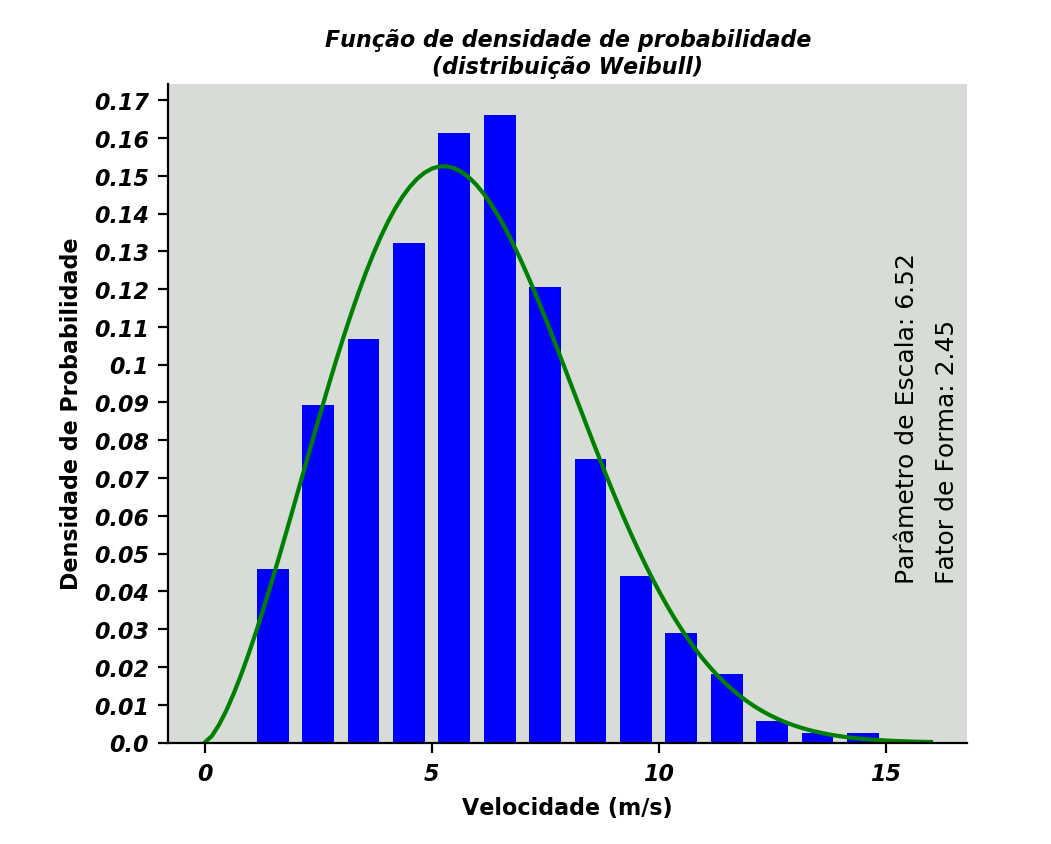 Função de densidade de probabilidade
(distribuição Weibull)
Densidade de Probabilidade
0.17
0.16
0.15
0.14
0.13
0.12
0.11
0.1
0.09
0.08
0.07
0.06
0.05
0.04
0.03
0.02
0.01
0.0
Parâmetro de Escala: 6.52
Fator de Forma: 2.45
0 5 10 15
Velocidade (m/s)